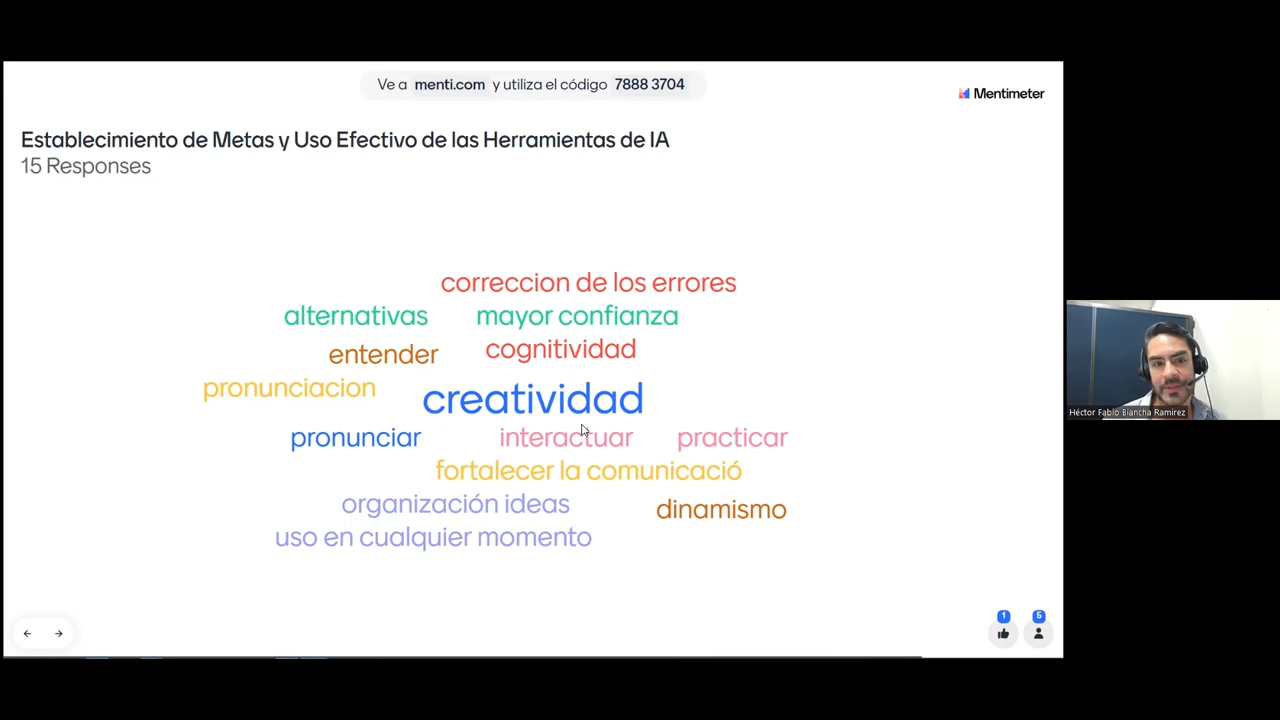 Ve a menti.com y utiliza el código 7888 3704
Mentimeter
Establecimiento de Metas y Uso Efectivo de las Herramientas de IA
15 Responses
correccion de los errores
alternativas mayor confianza
entender cognitividad
pronunciacion creatividad
pronunciar interactuar practicar
fortalecer la comunicació
organización ideas dinamismo
uso en cualquier momento
1 5
Héctor Fabio Biancha Ramirez